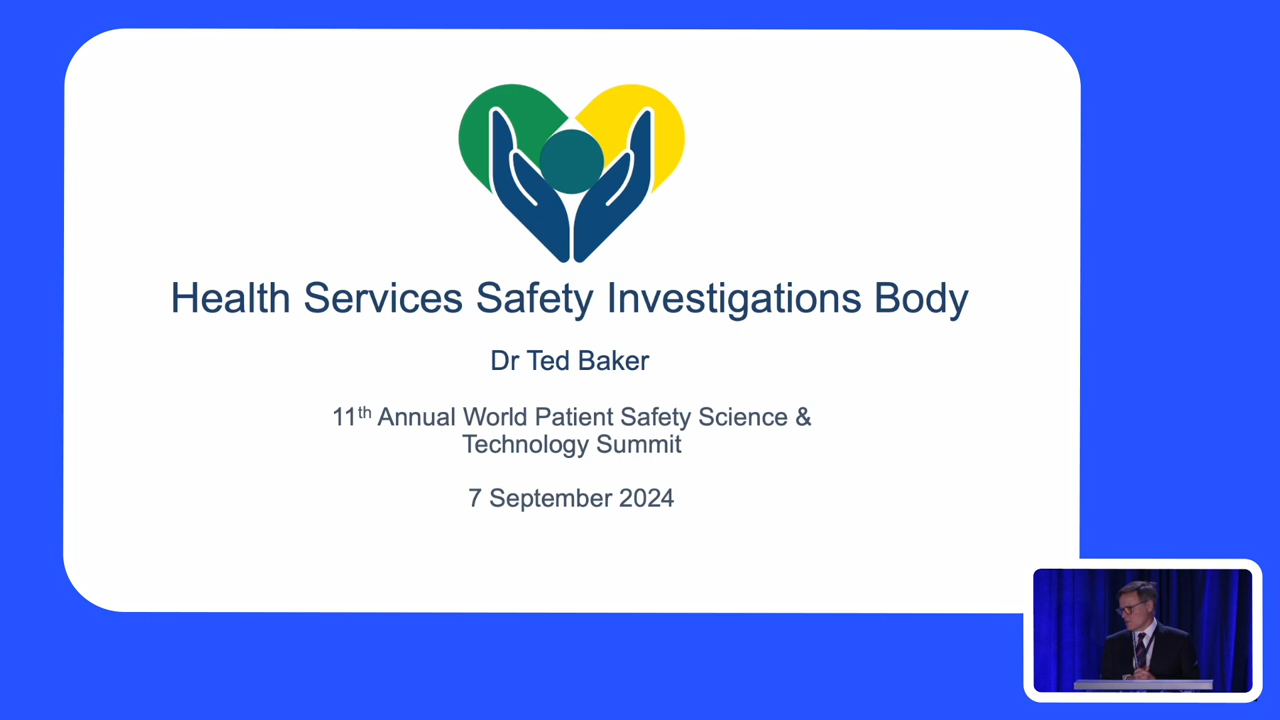 Health Services Safety Investigations Body
Dr Ted Baker
11th Annual World Patient Safety Science &
Technology Summit
7 September 2024